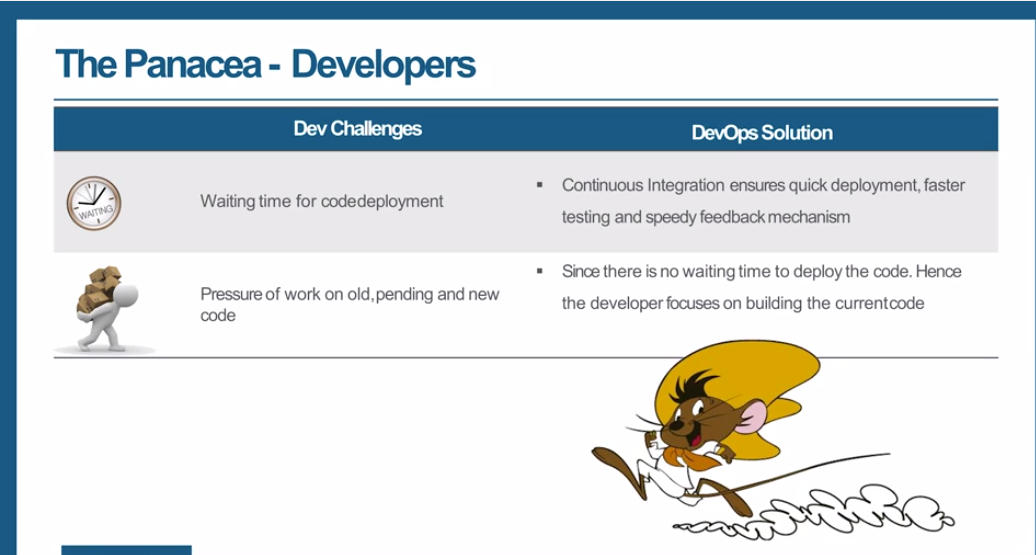 The Panacea - Developers
Dev Challenges
DevOps Solution
WAITING
Waiting time for codedeployment
▪ Continuous Integration ensures quick deployment, faster
testing and speedy feedback mechanism
Pressure of work on old,pending and new
code
▪ Since there is no waiting time to deploy the code. Hence
the developer focuses on building the currentcode